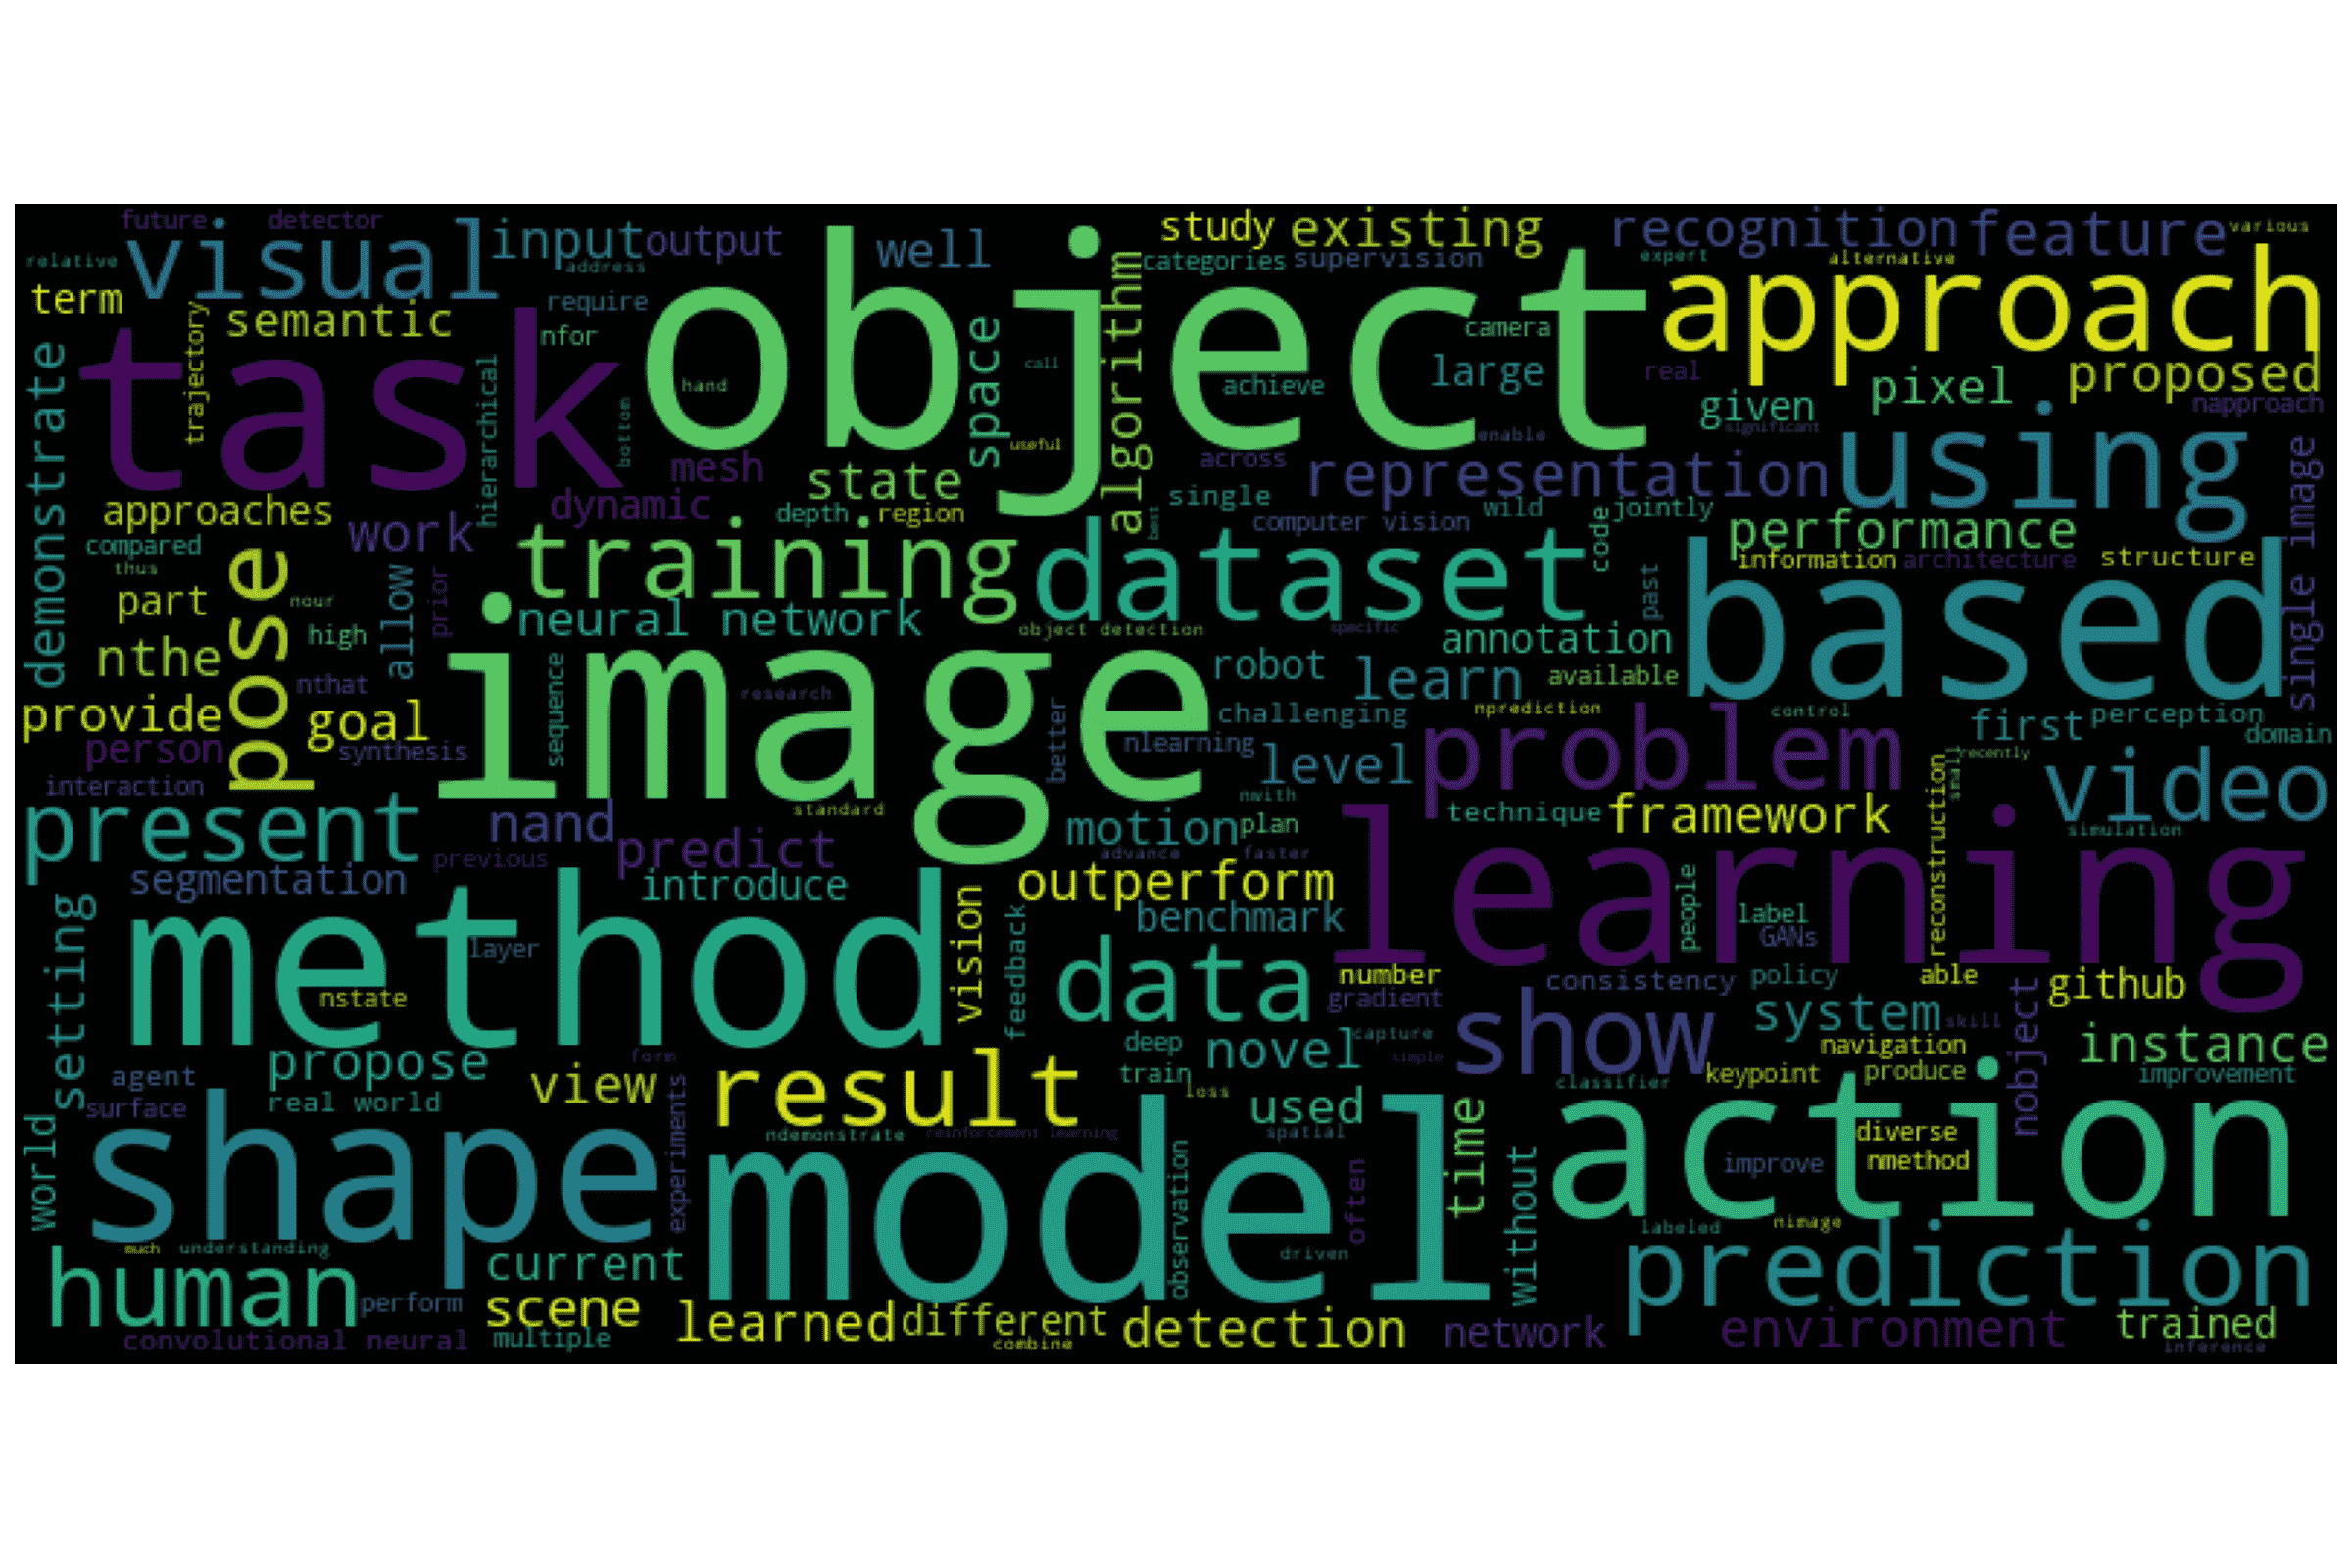 future
detector
visual
input
output
well
study
existing
recognition
feature
various
relative
address
categories
supervision
expert
alternative
term
require
object
approach
semantic
trajectory
nfor
task
camera
algorithm
space
call
large
real
pixel
proposed
hand
achieve
given
napproach
significant
demonstrate
hierarchical
bottom
useful
enable
using
mesh
state
across
representation
approaches
dynamic
single
work
depth
region
computer vision
wild
jointly
performance
single image
compared
training
best
dataset
code
information
architecture
structure
thus
pose
allow
prior
past
based
part
nour
neural network
object detection
specific
high
annotation
nthe
sequence
image
robot
learn
available
nthat
research
provide
goal
better
challenging
nprediction
control
first
perception
person
synthesis
nlearning
problem
domain
recently
interaction
level
small
video
nwith
reconstruction
present
standard
nand
motion
plan
technique
framework
simulation
previous
predict
advance
faster
learning
segmentation
introduce
outperform
people
label
method
vision
feedback
benchmark
GANs
setting
layer
data
number
consistency
policy
able
github
nstate
gradient
nobject
show
system
skill
deep
novel
capture
simple
navigation
instance
propose
form
view
result
train
loss
classifier
keypoint
produce
improvement
agent
surface
real world
used
time
action
world
shape
experiments
ndemonstrate
reinforcement learning
spatial
diverse
model
observation
often
without
improve
nmethod
labeled
nimage
much
understanding
driven
human
current
prediction
perform
scene
learned
different
detection
network
environment
trained
convolutional neural
multiple
combine
inference